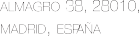 ALMAGRO 38, 28010,
MADRID, ESPAÑA